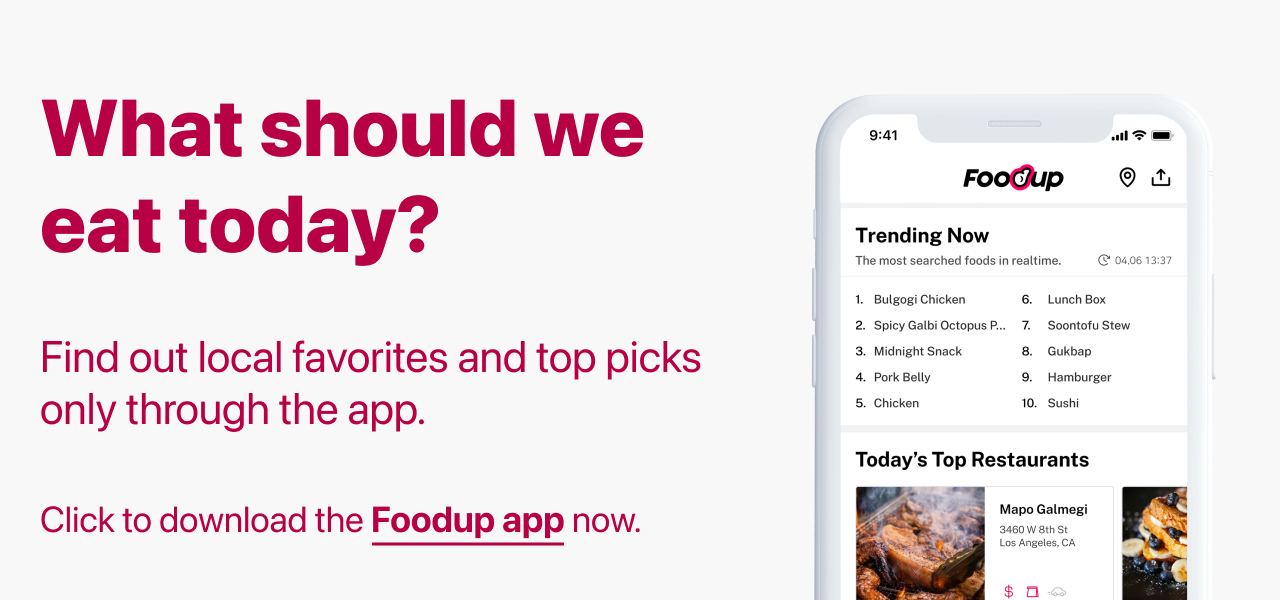 What should we
eat today?
Find out local favorites and top picks
only through the app.
Click to download the Foodup app now.
9:41
Foodup
Trending Now
The most searched foods in realtime.
04.06 13:37
1. Bulgogi Chicken
2. Spicy Galbi Octopus P...
3. Midnight Snack
4. Pork Belly
5. Chicken
6. Lunch Box
7. Soontofu Stew
8. Gukbap
9. Hamburger
10. Sushi
Today’s Top Restaurants
Mapo Galmegi
3460 W 8th St
Los Angeles, CA
$